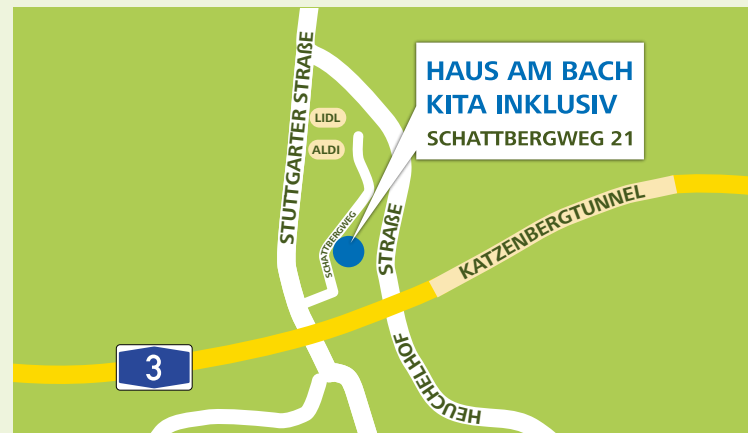 HAUS AM BACH
KITA INKLUSIV
SCHATTBERGWEG 21
STUTTGARTER STRAßE
LIDL
ALDI
SCHATTBERGWEG
STRAßE
HEUCHELHOF
KATZENBERGTUNNEL
3